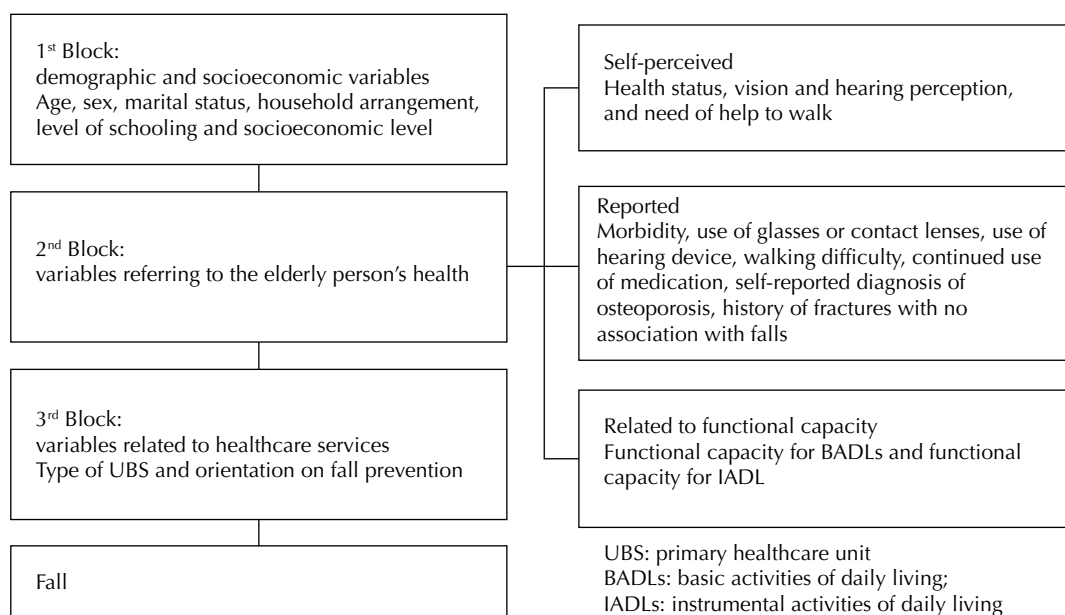 1st Block:
demographic and socioeconomic variables
Age, sex, marital status, household arrangement,
level of schooling and socioeconomic level
2nd Block:
variables referring to the elderly person's health
3rd Block:
variables related to healthcare services
Type of UBS and orientation on fall prevention
Fall
Self-perceived
Health status, vision and hearing perception,
and need of help to walk
Reported
Morbidity, use of glasses or contact lenses, use of
hearing device, walking difficulty, continued use
of medication, self-reported diagnosis of
osteoporosis, history of fractures with no
association with falls
Related to functional capacity
Functional capacity for BADLs and functional
capacity for IADL
UBS: primary healthcare unit
BADLs: basic activities of daily living;
IADLs: instrumental activities of daily living